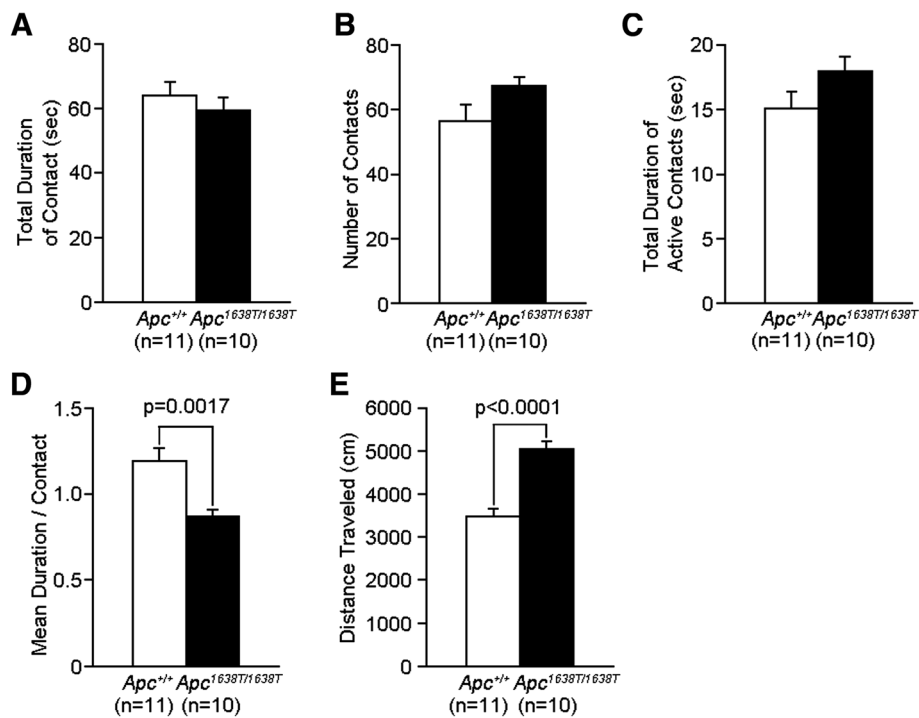 A
Total Duration
of Contact (sec)
80
60
40
20
0
Apc+/+ Apc1638T/1638T
(n=11) (n=10)
B
Number of Contacts
80
60
40
20
0
Apc+/+ Apc1638T/1638T
(n=11) (n=10)
C
Total Duration of
Active Contacts (sec)
20
15
10
5
0
Apc+/+ Apc1638T/1638T
(n=11) (n=10)
D
Mean Duration / Contact
1.5
1.0
0.5
0
p=0.0017
Apc+/+ Apc1638T/1638T
(n=11) (n=10)
E
Distance Traveled (cm)
6000
5000
4000
3000
2000
1000
0
p<0.0001
Apc+/+ Apc1638T/1638T
(n=11) (n=10)